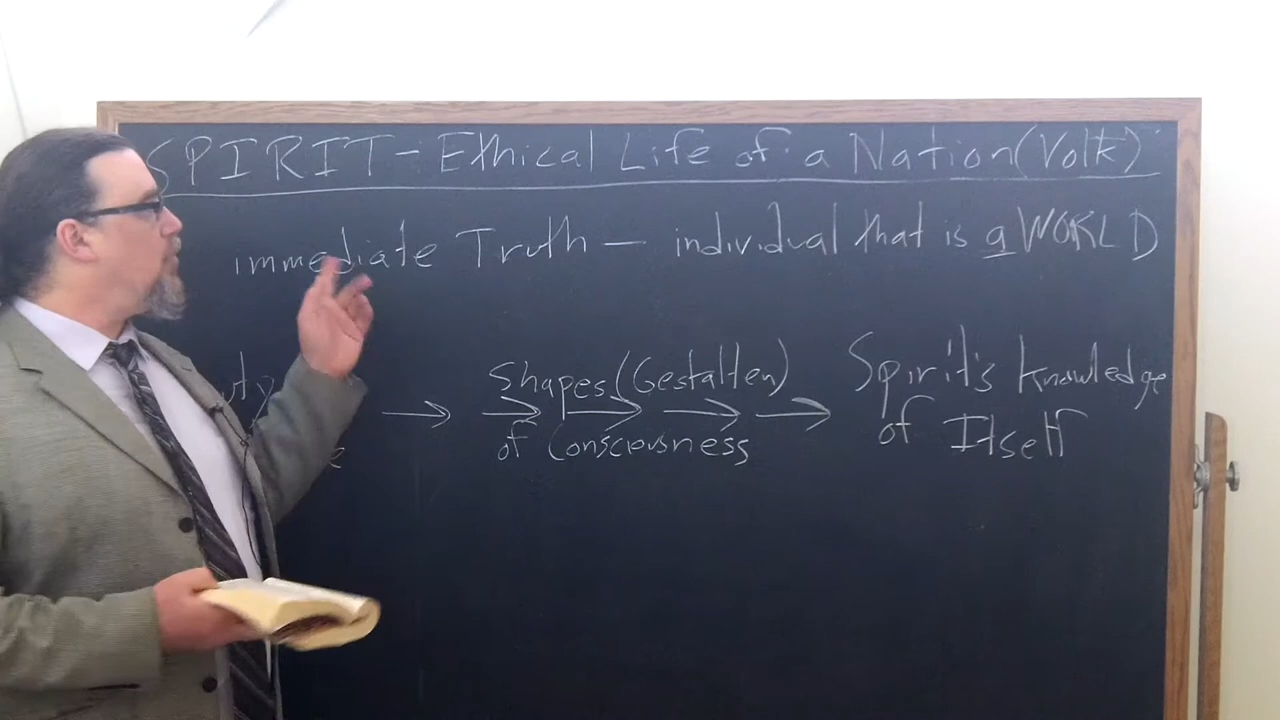 SPIRIT - Ethical Life of a Nation (Volk)
immediate Truth — individual that is a WORLD
Shapes (Gestalten)
of Consciousness
Spirit's Knowledge
of Itself